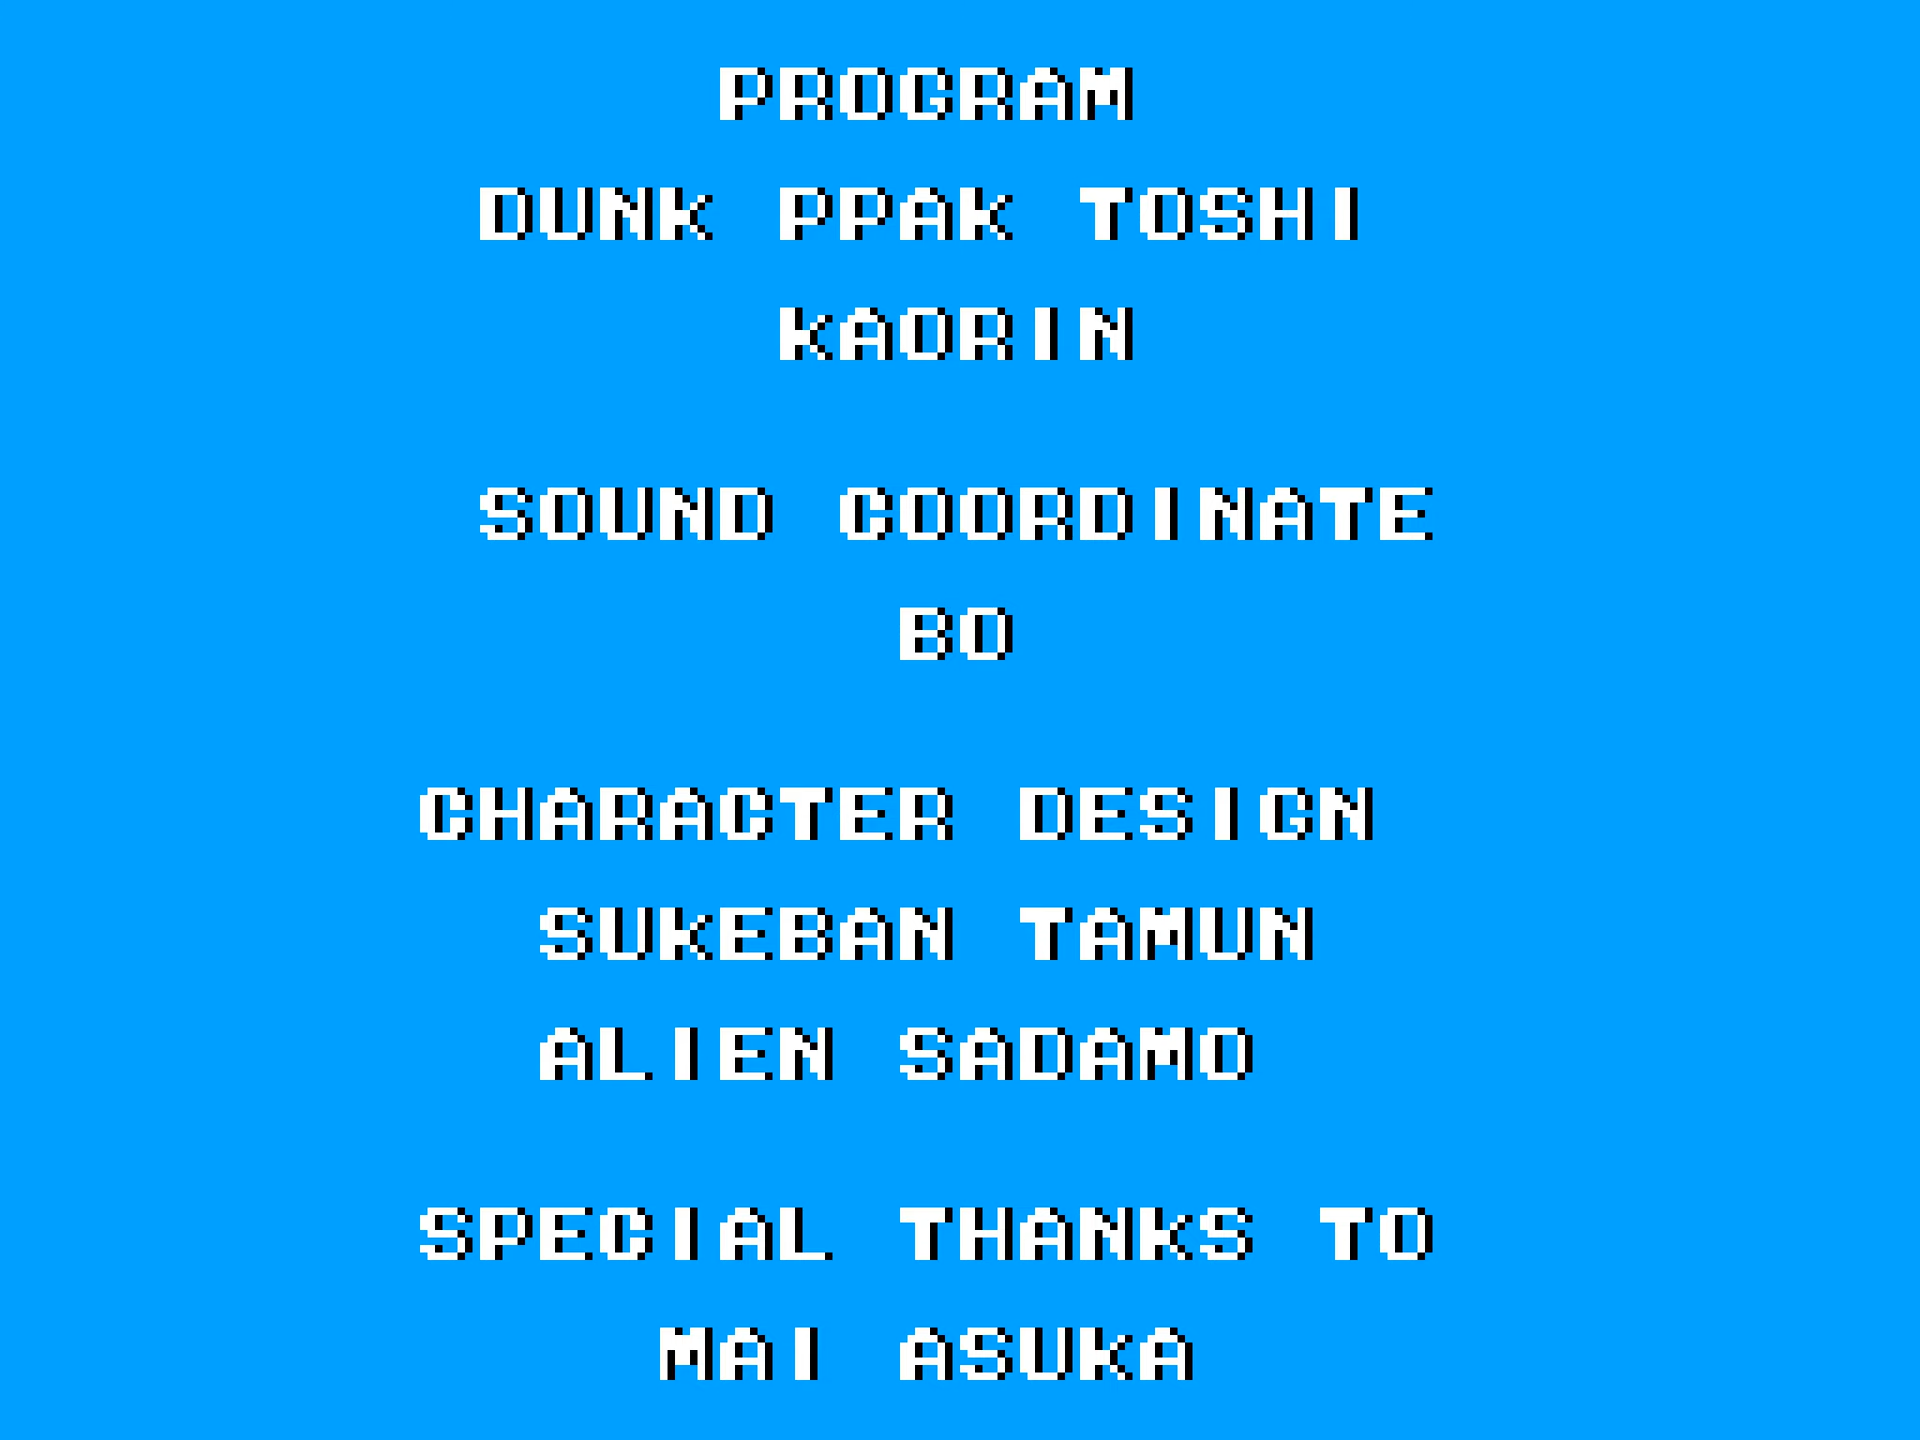 PROGRAM
DUNK PPAK TOSHI
KAORIN
SOUND COORDINATE
BO
CHARACTER DESIGN
SUKEBAN TAMUN
ALIEN SADAMO
SPECIAL THANKS TO
MAI ASUKA